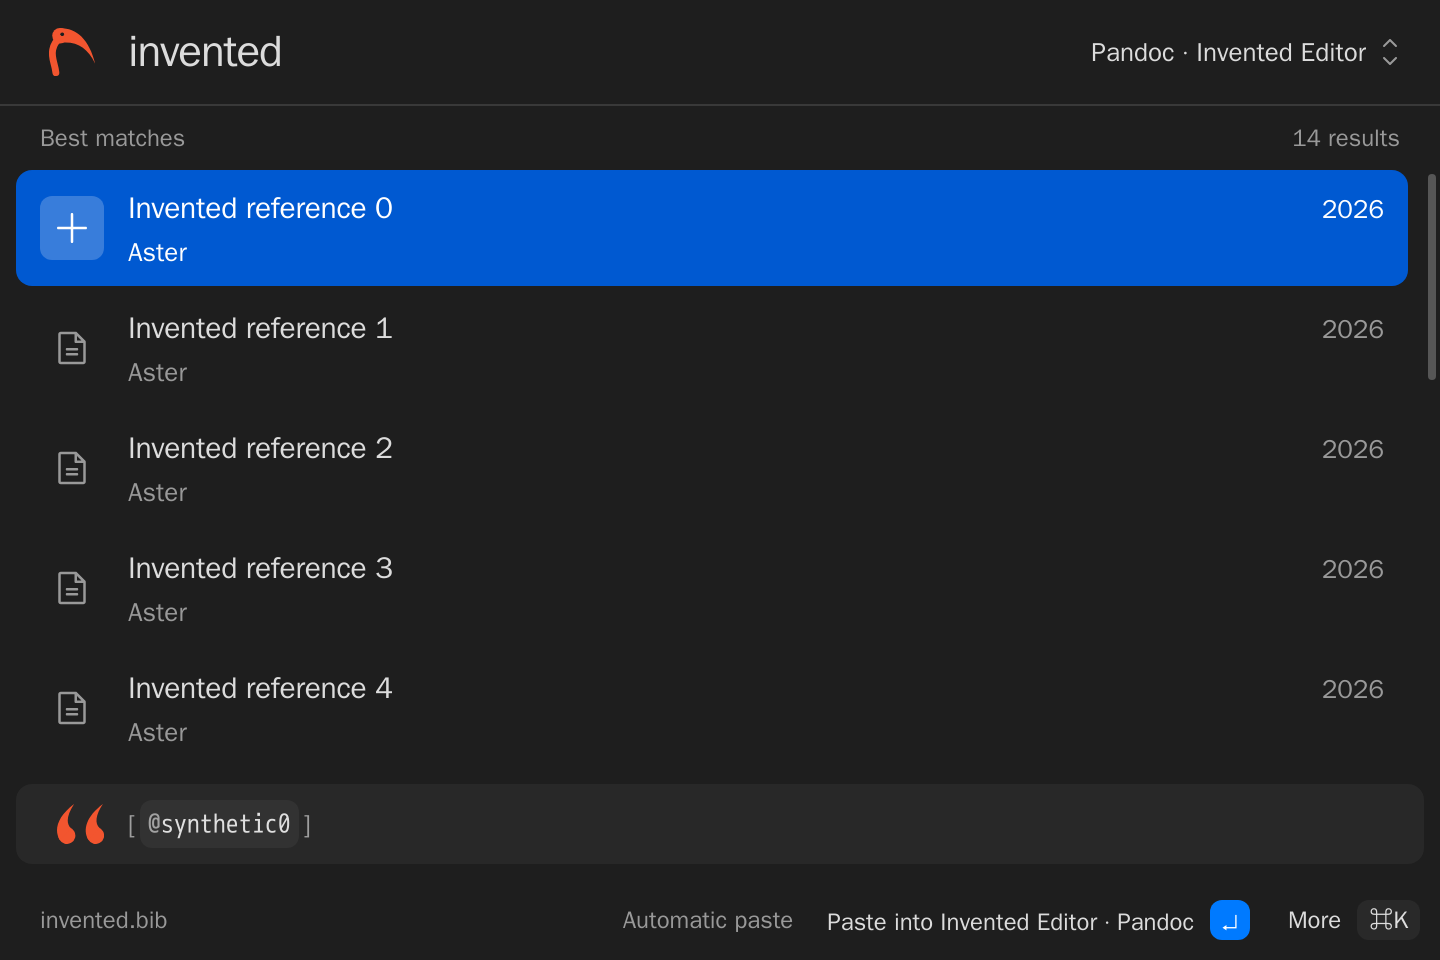 invented
Pandoc · Invented Editor
Best matches
14 results
Invented reference 0
2026
Aster
Invented reference 1
2026
Aster
Invented reference 2
2026
Aster
Invented reference 3
2026
Aster
Invented reference 4
2026
Aster
[@synthetic0]
invented.bib
Automatic paste
Paste into Invented Editor · Pandoc
More
⌘K